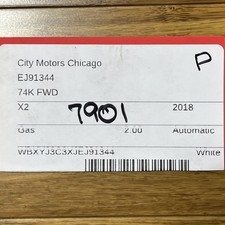 City Motors Chicago
P
EJ91344
74K FWD
X2 7901 2018
Gas 2.00 Automatic
WBXYJ3C3XJEJ91344 White